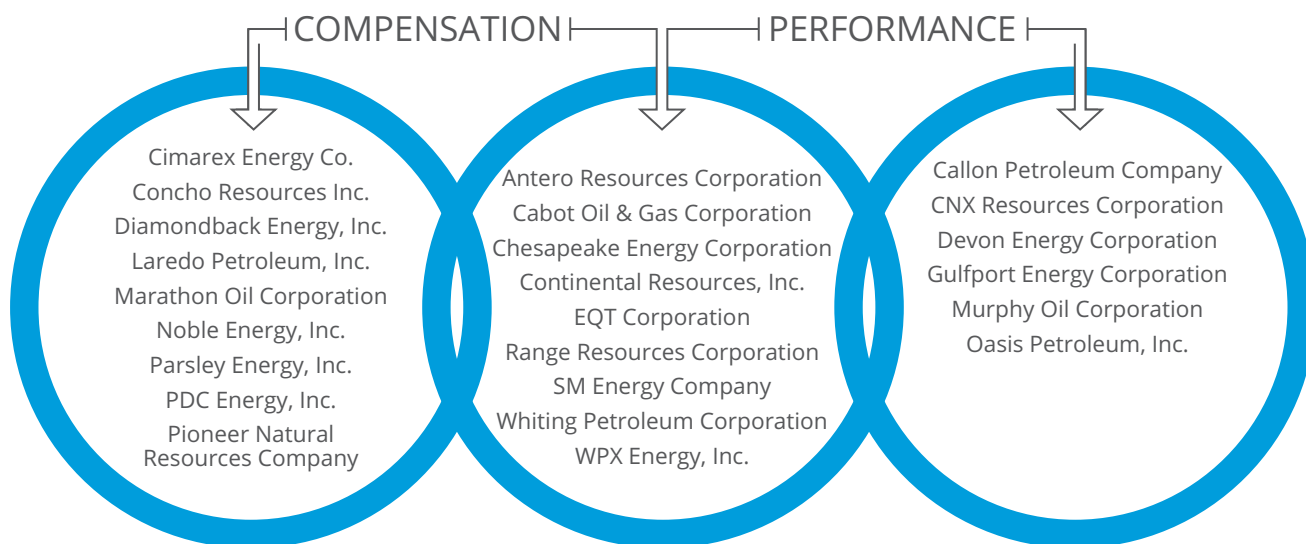 COMPENSATION
PERFORMANCE
Cimarex Energy Co.
Concho Resources Inc.
Diamondback Energy, Inc.
Laredo Petroleum, Inc.
Marathon Oil Corporation
Noble Energy, Inc.
Parsley Energy, Inc.
PDC Energy, Inc.
Pioneer Natural
Resources Company
Antero Resources Corporation
Cabot Oil & Gas Corporation
Chesapeake Energy Corporation
Continental Resources, Inc.
EQT Corporation
Range Resources Corporation
SM Energy Company
Whiting Petroleum Corporation
WPX Energy, Inc.
Callon Petroleum Company
CNX Resources Corporation
Devon Energy Corporation
Gulfport Energy Corporation
Murphy Oil Corporation
Oasis Petroleum, Inc.